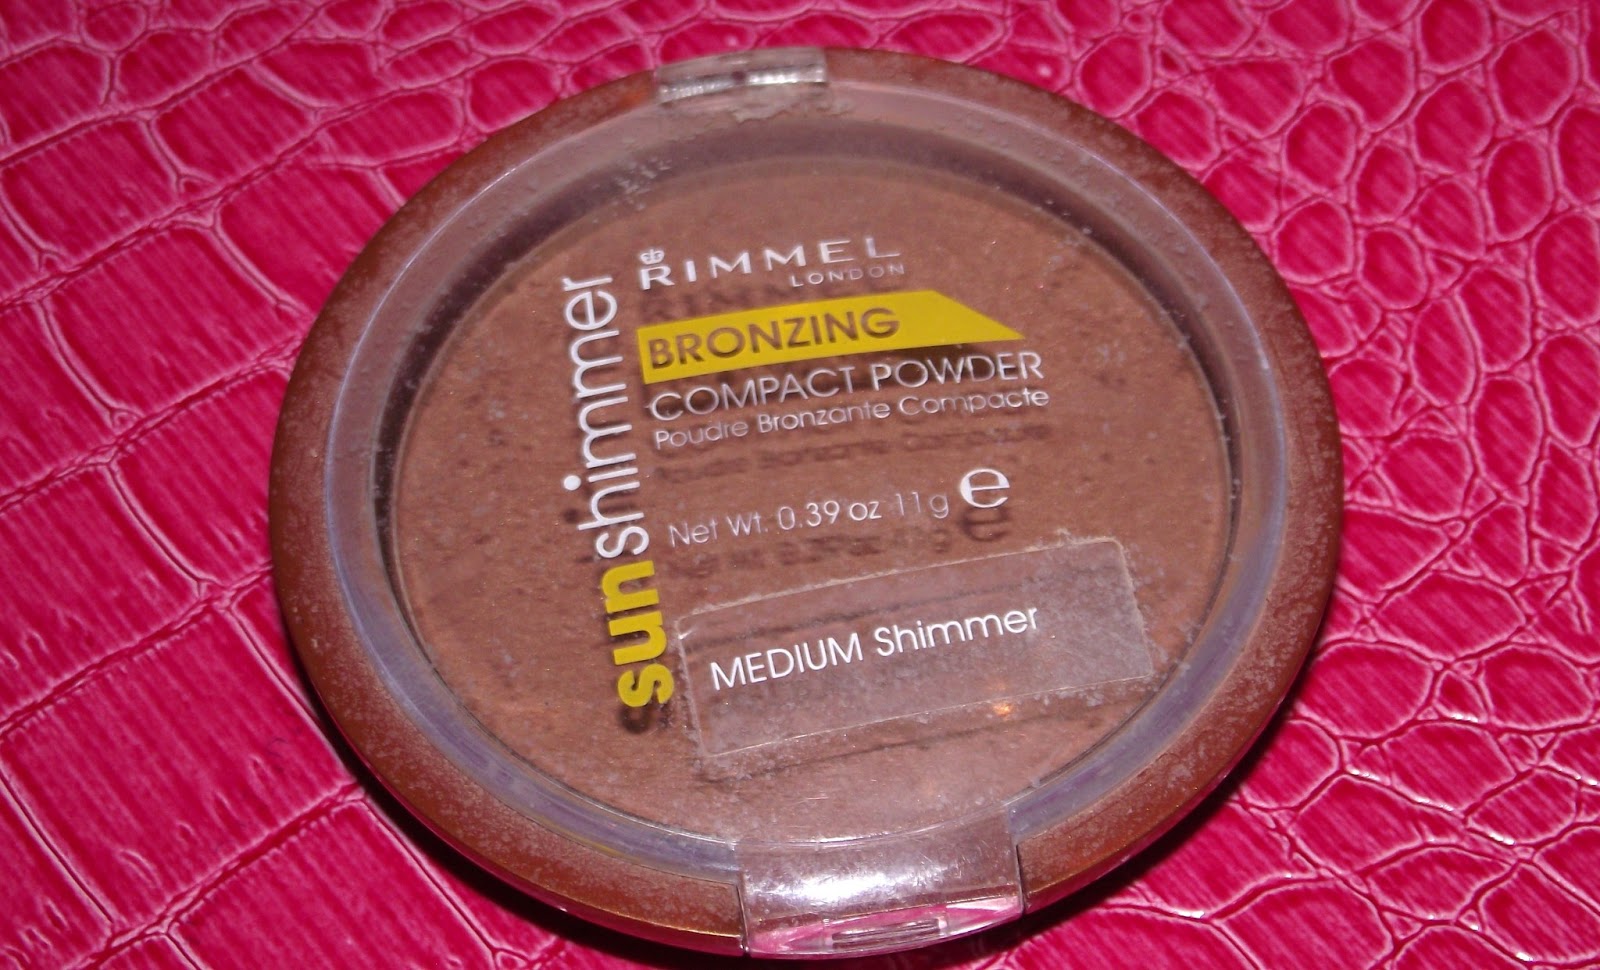 RIMMEL
LONDON
sunshimmer
BRONZING
COMPACT POWDER
Poudre Bronzante Compacte
Net Wt. 0.39 oz 11g e
MEDIUM Shimmer